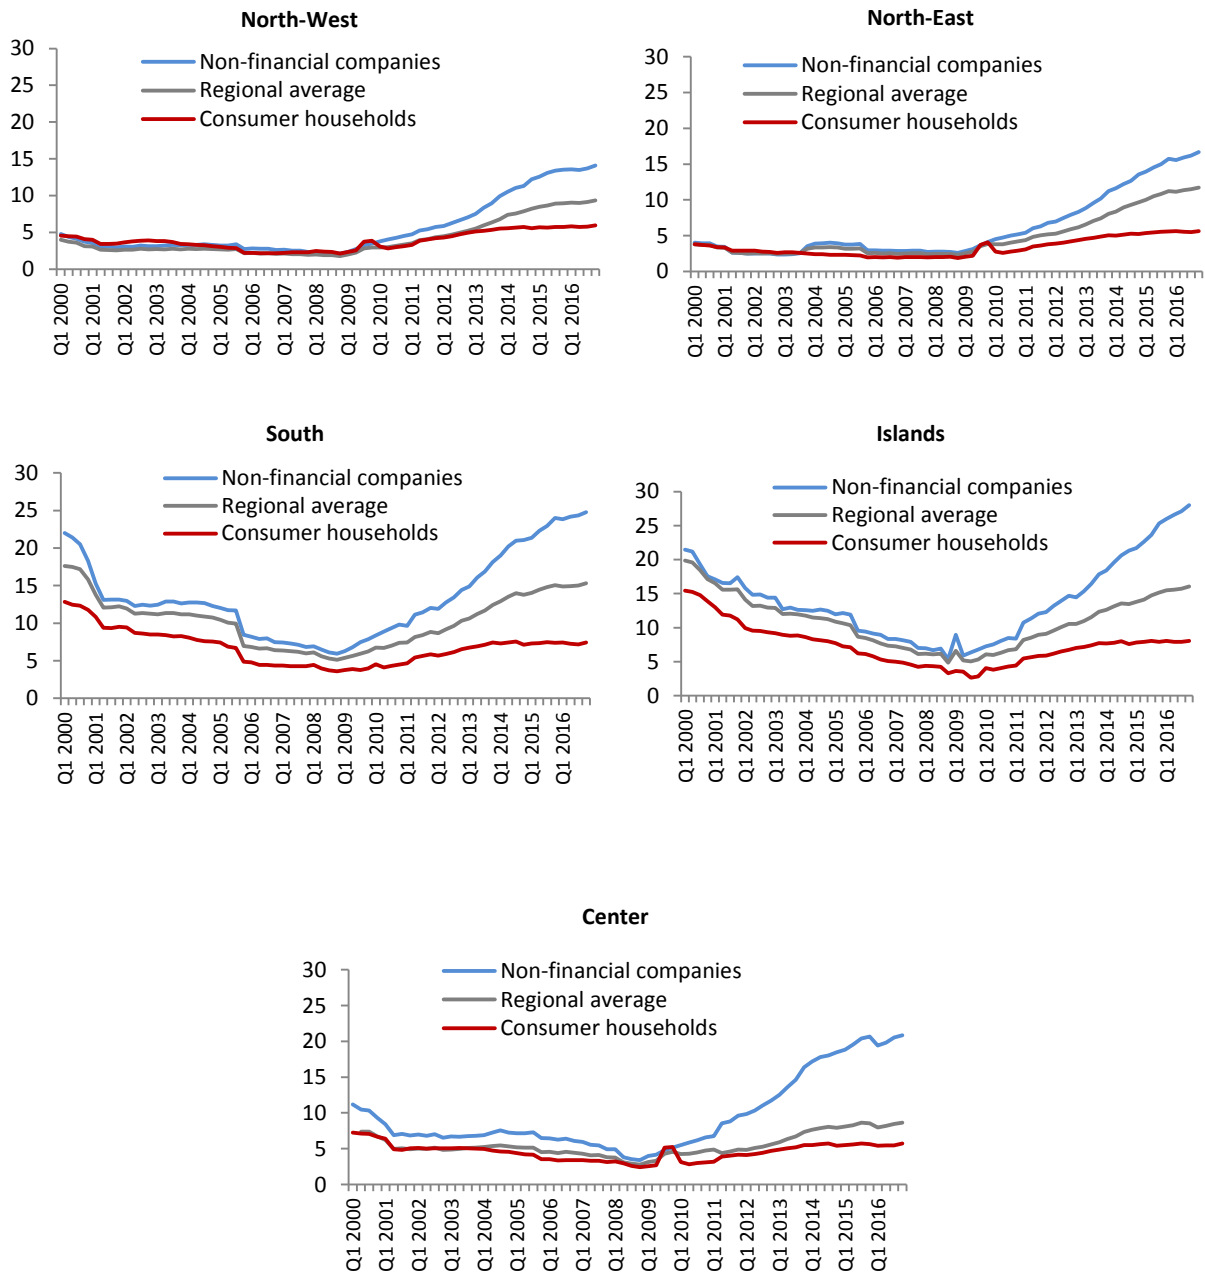 North-West
30
25
20
15
10
5
0
Non-financial companies
Regional average
Consumer households
Q1 2000
Q1 2001
Q1 2002
Q1 2003
Q1 2004
Q1 2005
Q1 2006
Q1 2007
Q1 2008
Q1 2009
Q1 2010
Q1 2011
Q1 2012
Q1 2013
Q1 2014
Q1 2015
Q1 2016
North-East
30
25
20
15
10
5
0
Non-financial companies
Regional average
Consumer households
Q1 2000
Q1 2001
Q1 2002
Q1 2003
Q1 2004
Q1 2005
Q1 2006
Q1 2007
Q1 2008
Q1 2009
Q1 2010
Q1 2011
Q1 2012
Q1 2013
Q1 2014
Q1 2015
Q1 2016
South
30
25
20
15
10
5
0
Non-financial companies
Regional average
Consumer households
Q1 2000
Q1 2001
Q1 2002
Q1 2003
Q1 2004
Q1 2005
Q1 2006
Q1 2007
Q1 2008
Q1 2009
Q1 2010
Q1 2011
Q1 2012
Q1 2013
Q1 2014
Q1 2015
Q1 2016
Islands
30
25
20
15
10
5
0
Non-financial companies
Regional average
Consumer households
Q1 2000
Q1 2001
Q1 2002
Q1 2003
Q1 2004
Q1 2005
Q1 2006
Q1 2007
Q1 2008
Q1 2009
Q1 2010
Q1 2011
Q1 2012
Q1 2013
Q1 2014
Q1 2015
Q1 2016
Center
30
25
20
15
10
5
0
Non-financial companies
Regional average
Consumer households
Q1 2000
Q1 2001
Q1 2002
Q1 2003
Q1 2004
Q1 2005
Q1 2006
Q1 2007
Q1 2008
Q1 2009
Q1 2010
Q1 2011
Q1 2012
Q1 2013
Q1 2014
Q1 2015
Q1 2016